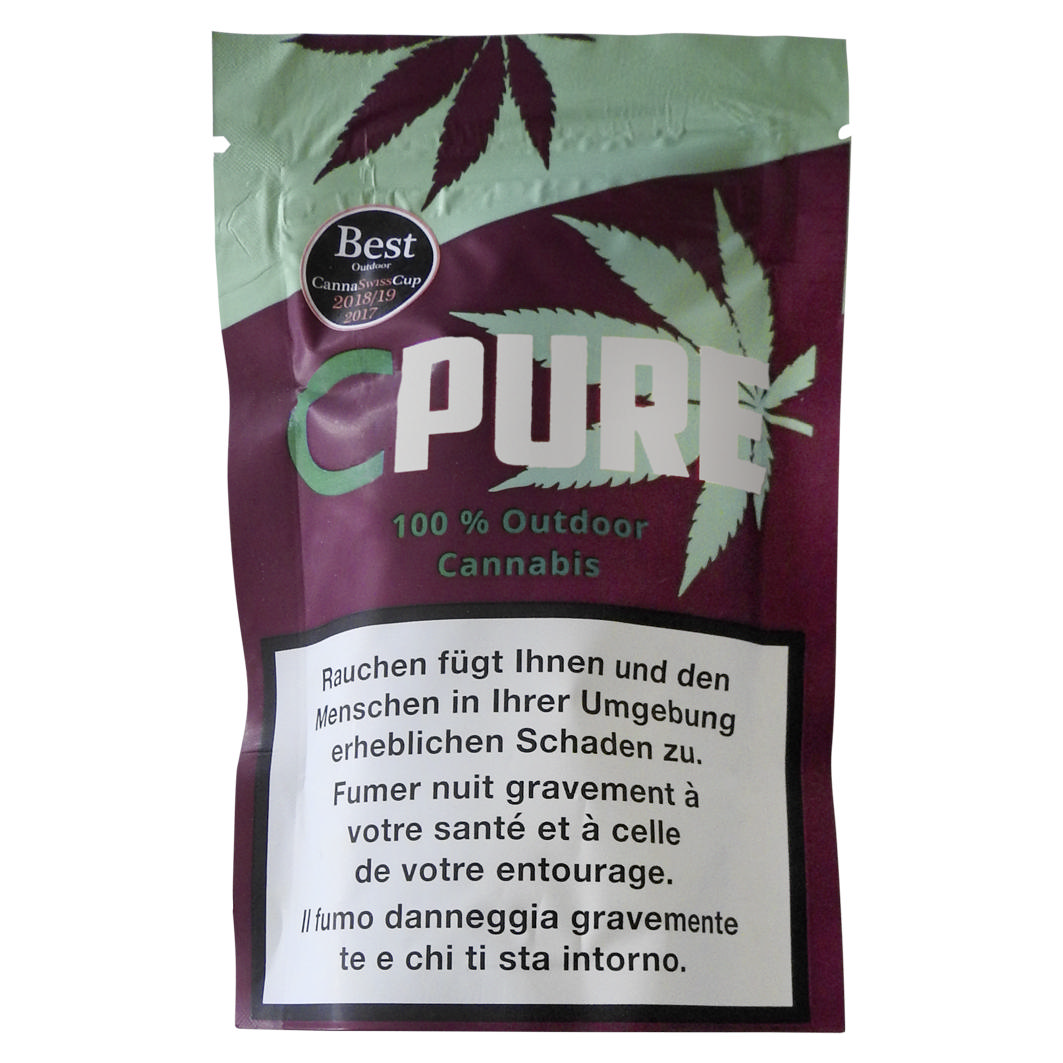 Best
Outdoor
CannaSwissCup
2018/19
2017
CPURE
100 % Outdoor
Cannabis
Rauchen fügt Ihnen und den
Menschen in Ihrer Umgebung
erheblichen Schaden zu.
Fumer nuit gravement à
votre santé et à celle
de votre entourage.
Il fumo danneggia gravemente
te e chi ti sta intorno.